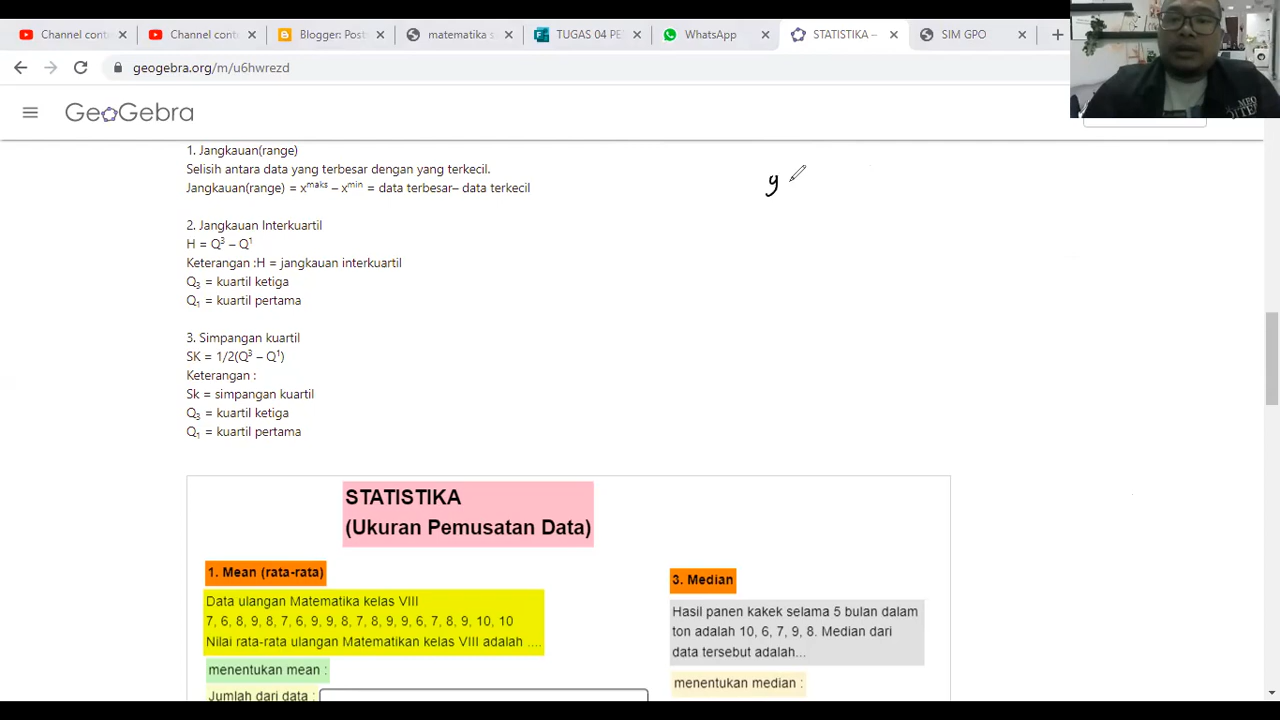 Channel cont
Channel cont
Blogger: Post
matematika s
TUGAS 04 PE
WhatsApp
STATISTIKA –
SIM GPO
geogebra.org/m/u6hwrezd
GeoGebra
1. Jangkauan(range)
Selisih antara data yang terbesar dengan yang terkecil.
Jangkauan(range) = x^maks – x^min = data terbesar– data terkecil
y
2. Jangkauan Interkuartil
H = Q³ – Q¹
Keterangan :H = jangkauan interkuartil
Q₃ = kuartil ketiga
Q₁ = kuartil pertama
3. Simpangan kuartil
SK = 1/2(Q³ – Q¹)
Keterangan :
Sk = simpangan kuartil
Q₃ = kuartil ketiga
Q₁ = kuartil pertama
STATISTIKA
(Ukuran Pemusatan Data)
1. Mean (rata-rata)
Data ulangan Matematika kelas VIII
7, 6, 8, 9, 8, 7, 6, 9, 9, 8, 7, 8, 9, 9, 6, 7, 8, 9, 10, 10
Nilai rata-rata ulangan Matematikan kelas VIII adalah ....
menentukan mean :
Jumlah dari data :
3. Median
Hasil panen kakek selama 5 bulan dalam
ton adalah 10, 6, 7, 9, 8. Median dari
data tersebut adalah...
menentukan median :